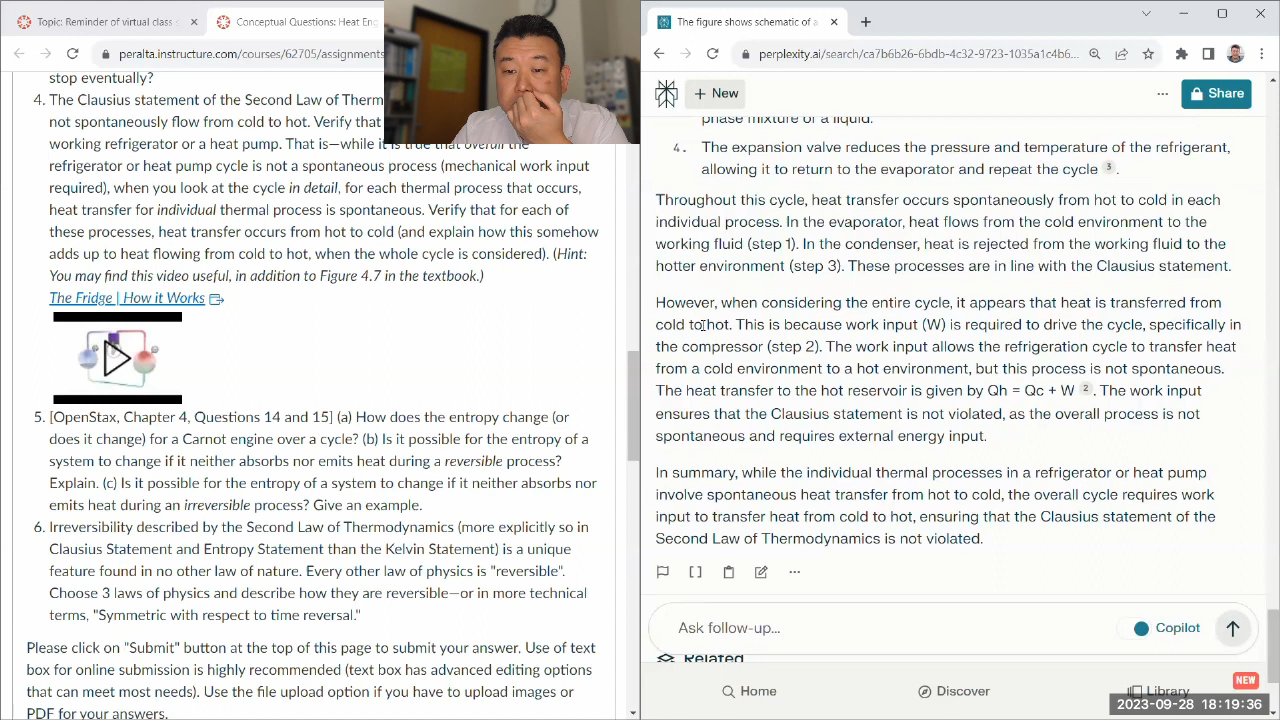 Topic: Reminder of virtual class
Conceptual Questions: Heat Eng
peralta.instructure.com/courses/62705/assignments
stop eventually?
4. The Clausius statement of the Second Law of Therm
not spontaneously flow from cold to hot. Verify that
working refrigerator or a heat pump. That is—while it is true that overall the
refrigerator or heat pump cycle is not a spontaneous process (mechanical work input
required), when you look at the cycle in detail, for each thermal process that occurs,
heat transfer for individual thermal process is spontaneous. Verify that for each of
these processes, heat transfer occurs from hot to cold (and explain how this somehow
adds up to heat flowing from cold to hot, when the whole cycle is considered). (Hint:
You may find this video useful, in addition to Figure 4.7 in the textbook.)
The Fridge | How it Works
5. [OpenStax, Chapter 4, Questions 14 and 15] (a) How does the entropy change (or
does it change) for a Carnot engine over a cycle? (b) Is it possible for the entropy of a
system to change if it neither absorbs nor emits heat during a reversible process?
Explain. (c) Is it possible for the entropy of a system to change if it neither absorbs nor
emits heat during an irreversible process? Give an example.
6. Irreversibility described by the Second Law of Thermodynamics (more explicitly so in
Clausius Statement and Entropy Statement than the Kelvin Statement) is a unique
feature found in no other law of nature. Every other law of physics is "reversible".
Choose 3 laws of physics and describe how they are reversible—or in more technical
terms, "Symmetric with respect to time reversal."
Please click on "Submit" button at the top of this page to submit your answer. Use of text
box for online submission is highly recommended (text box has advanced editing options
that can meet most needs). Use the file upload option if you have to upload images or
PDF for your answers.
The figure shows schematic of a
perplexity.ai/search/ca7b6b26-6bdb-4c32-9723-1035a1c4b6...
+ New
Share
phase mixture of a liquid.
4. The expansion valve reduces the pressure and temperature of the refrigerant,
allowing it to return to the evaporator and repeat the cycle 3.
Throughout this cycle, heat transfer occurs spontaneously from hot to cold in each
individual process. In the evaporator, heat flows from the cold environment to the
working fluid (step 1). In the condenser, heat is rejected from the working fluid to the
hotter environment (step 3). These processes are in line with the Clausius statement.
However, when considering the entire cycle, it appears that heat is transferred from
cold to hot. This is because work input (W) is required to drive the cycle, specifically in
the compressor (step 2). The work input allows the refrigeration cycle to transfer heat
from a cold environment to a hot environment, but this process is not spontaneous.
The heat transfer to the hot reservoir is given by Qh = Qc + W 2. The work input
ensures that the Clausius statement is not violated, as the overall process is not
spontaneous and requires external energy input.
In summary, while the individual thermal processes in a refrigerator or heat pump
involve spontaneous heat transfer from hot to cold, the overall cycle requires work
input to transfer heat from cold to hot, ensuring that the Clausius statement of the
Second Law of Thermodynamics is not violated.
Ask follow-up...
Copilot
Related
Home
Discover
Library
NEW
2023-09-28 18:19:36